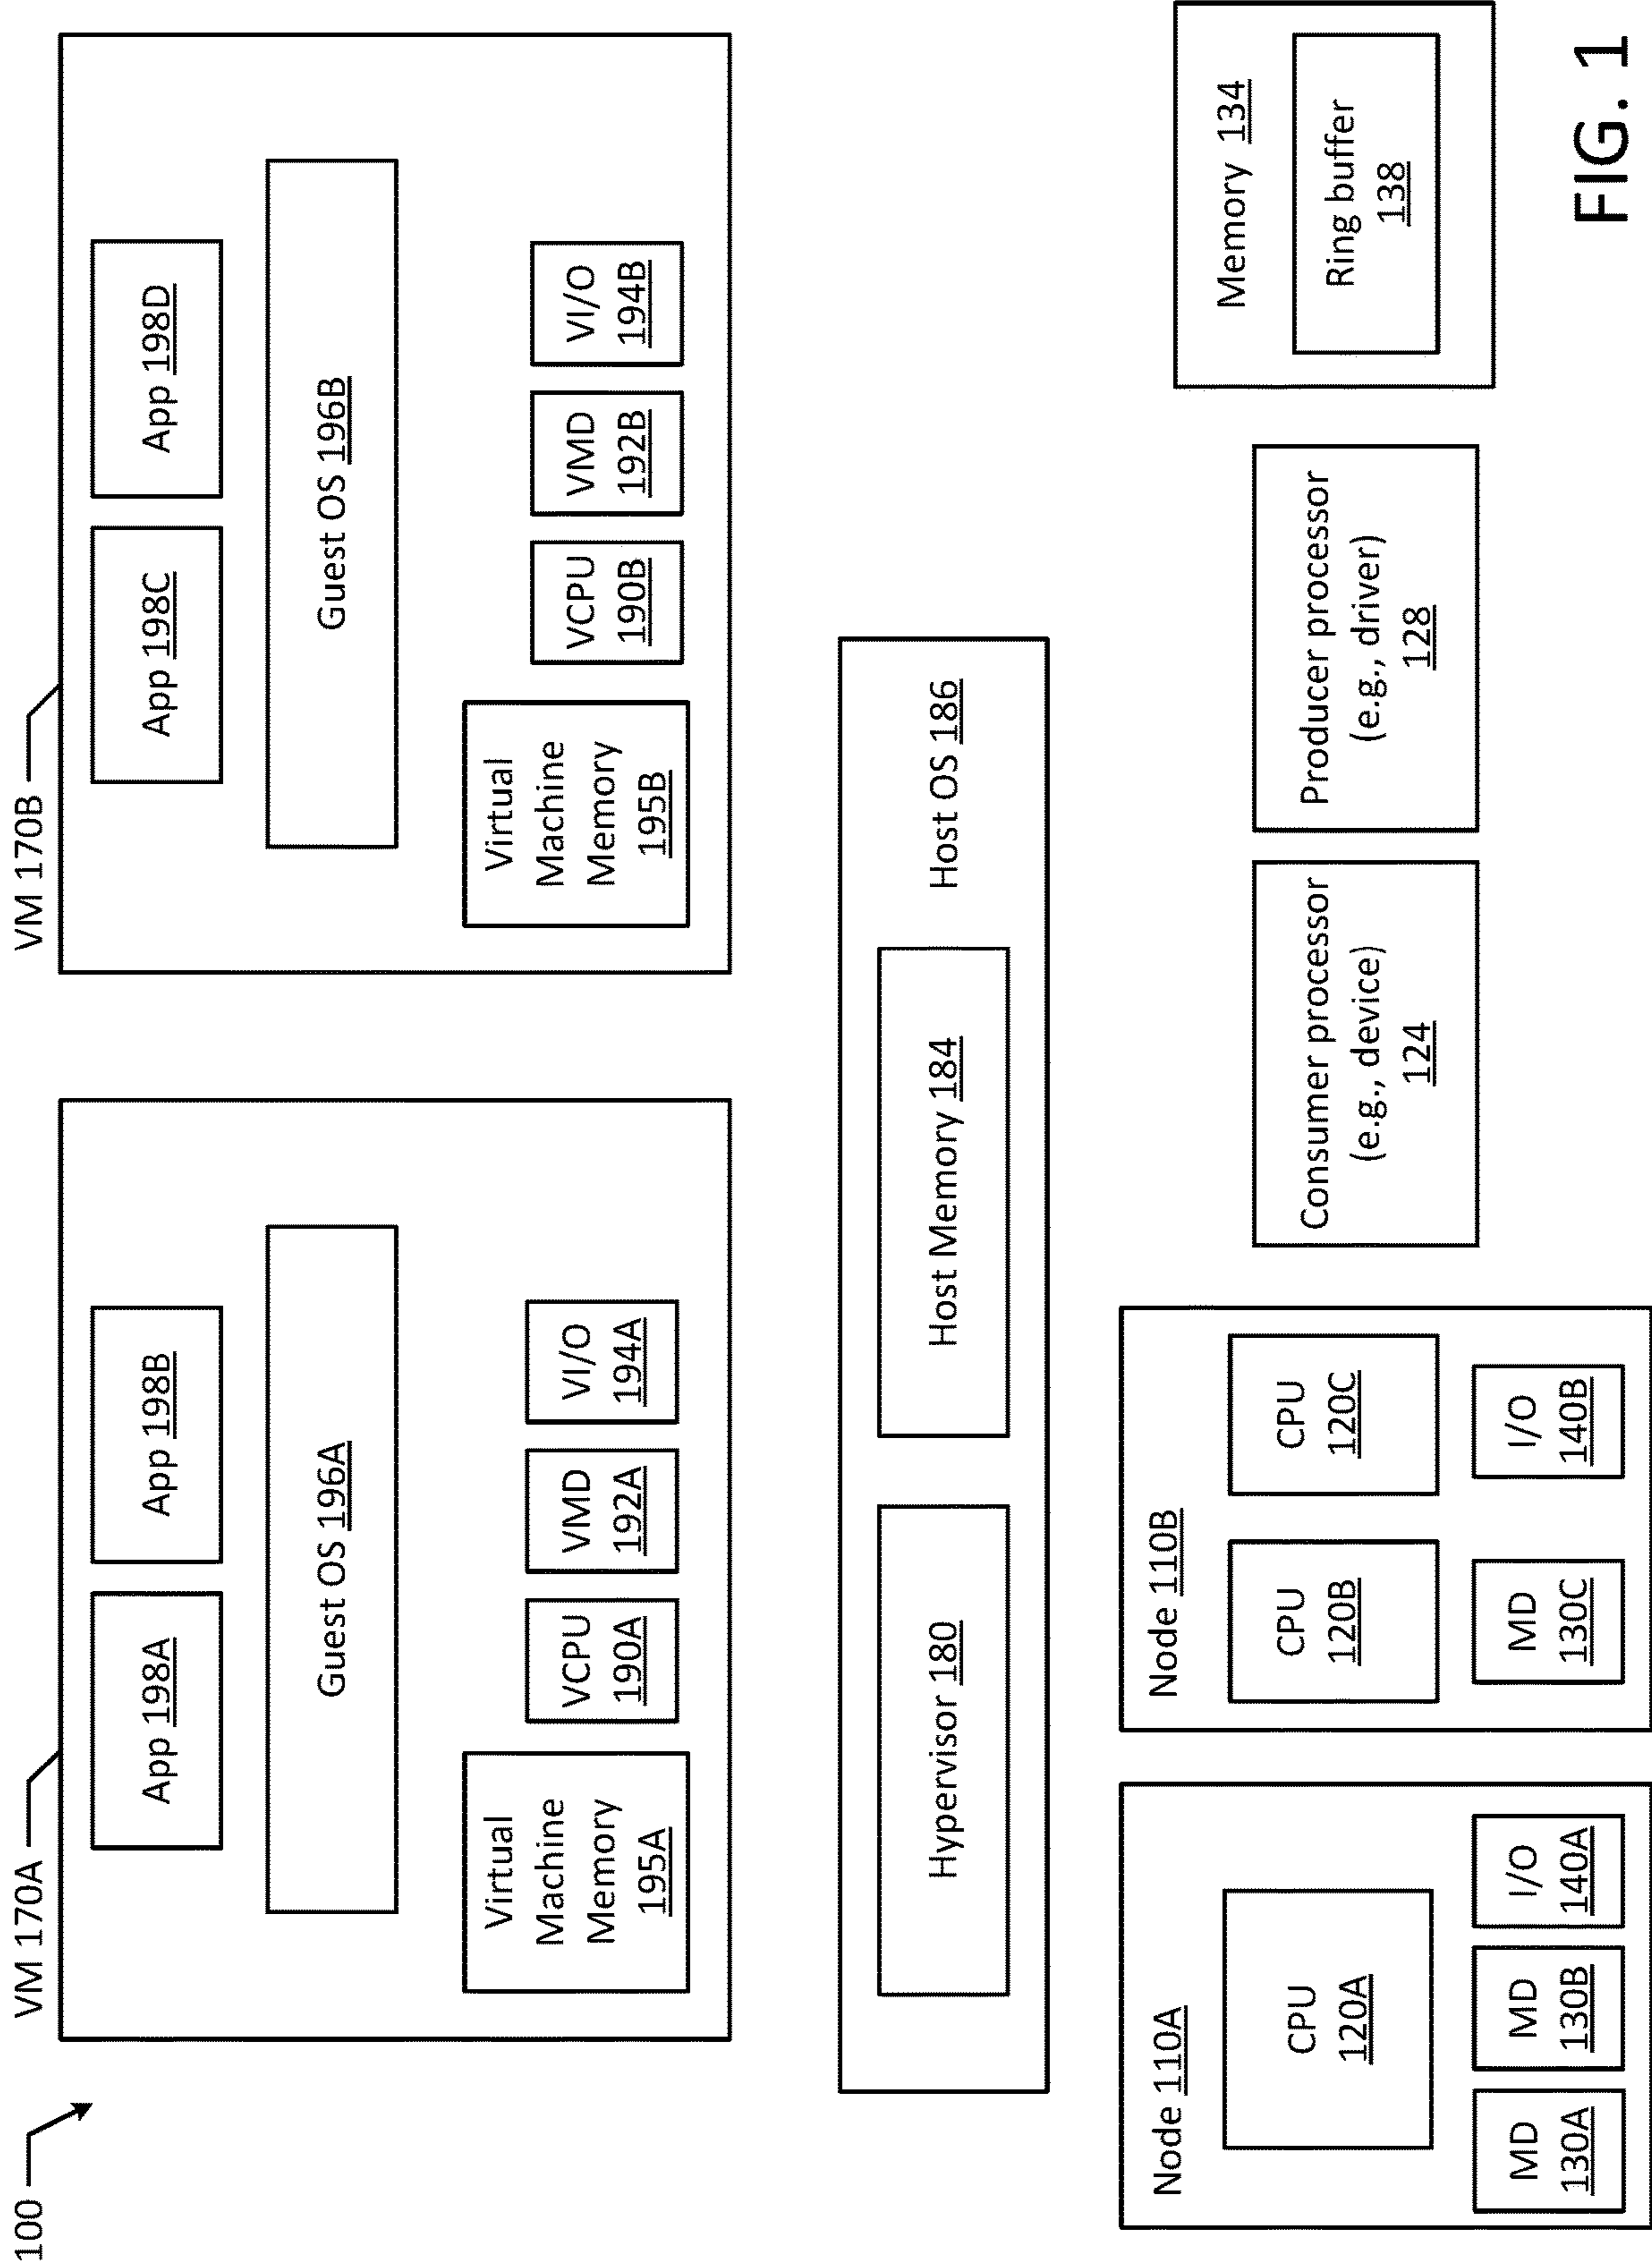 100
VM 170A
App 198A
App 198B
Guest OS 196A
Virtual
Machine
Memory
195A
VCPU
190A
VMD
192A
VI/O
194A
VM 170B
App 198C
App 198D
Guest OS 196B
Virtual
Machine
Memory
195B
VCPU
190B
VMD
192B
VI/O
194B
Hypervisor 180
Host Memory 184
Host OS 186
Node 110A
CPU
120A
MD
130A
MD
130B
I/O
140A
Node 110B
CPU
120B
CPU
120C
MD
130C
I/O
140B
Consumer processor
(e.g., device)
124
Producer processor
(e.g., driver)
128
Memory 134
Ring buffer
138
FIG. 1